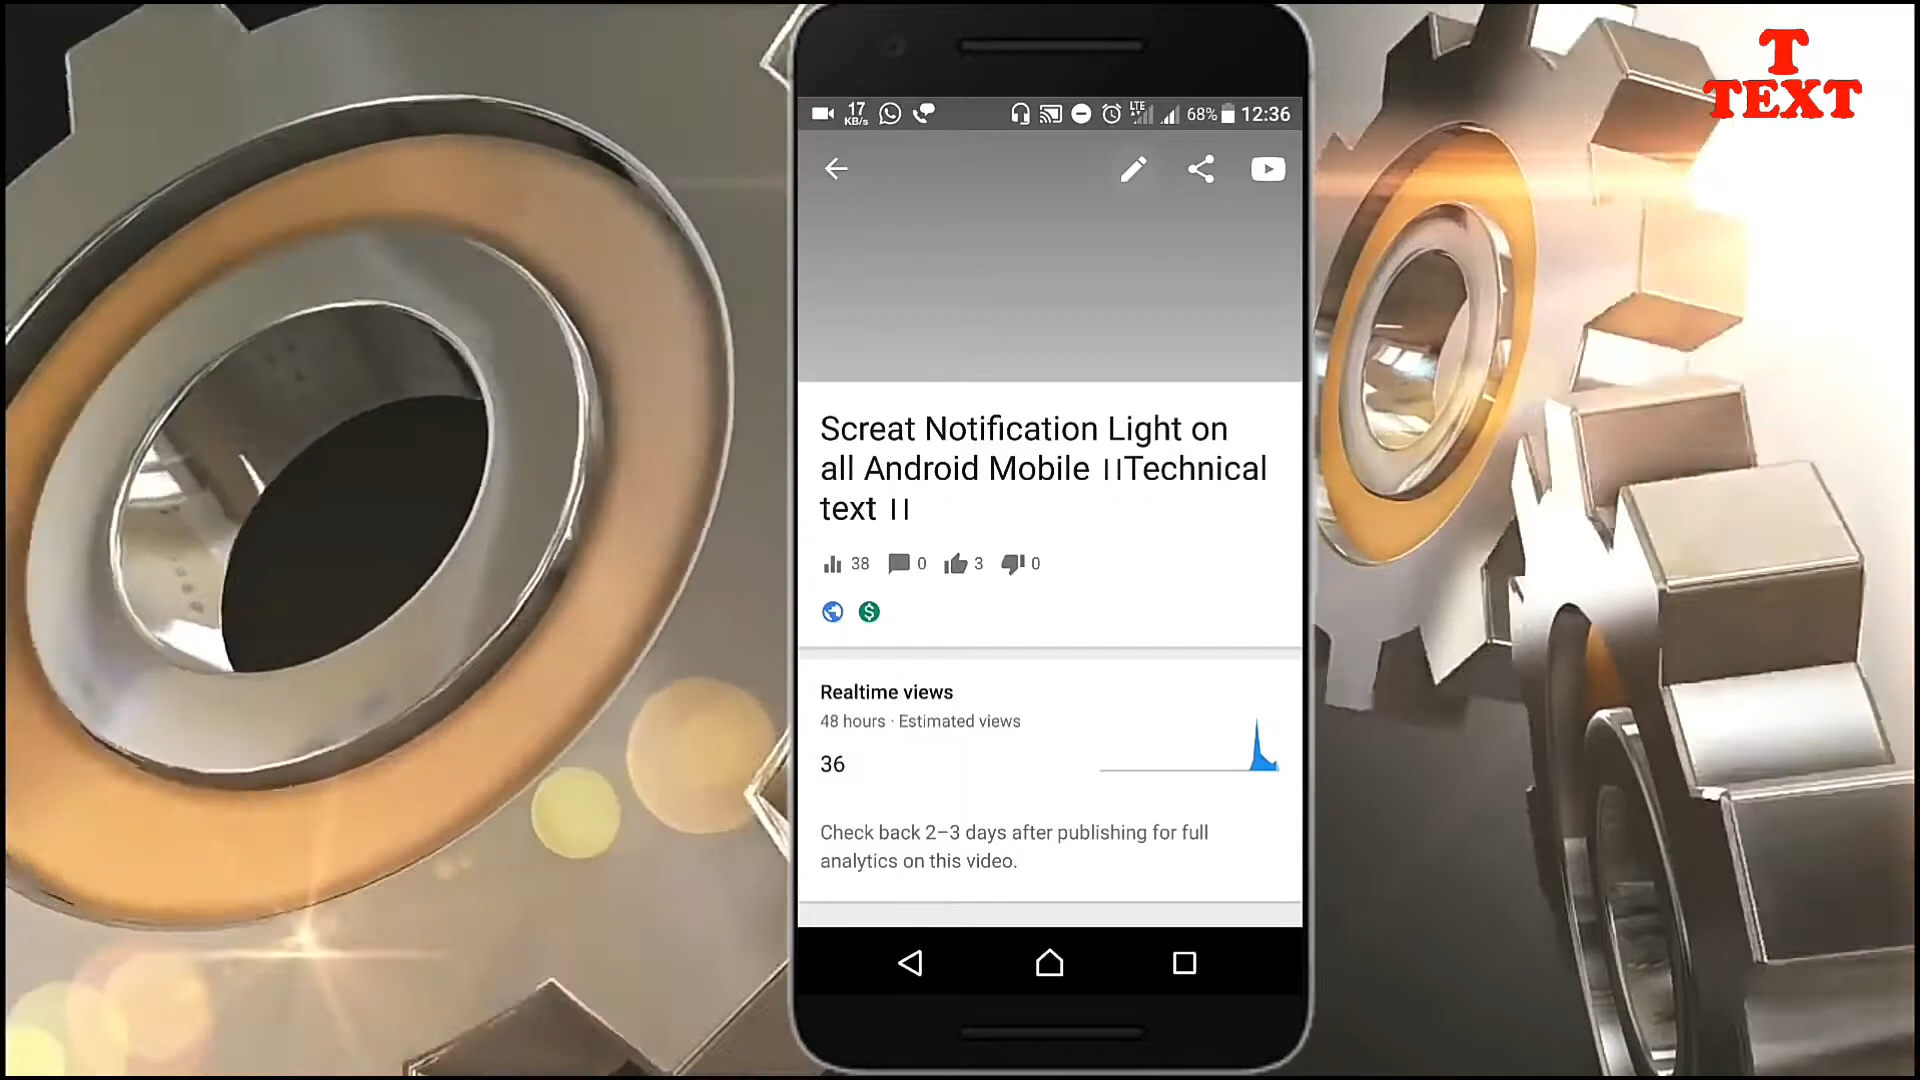 T
TEXT
17
KB/s
LTE
68%
12:36
Screat Notification Light on
all Android Mobile ॥Technical
text ॥
38
0
3
0
Realtime views
48 hours · Estimated views
36
Check back 2–3 days after publishing for full
analytics on this video.